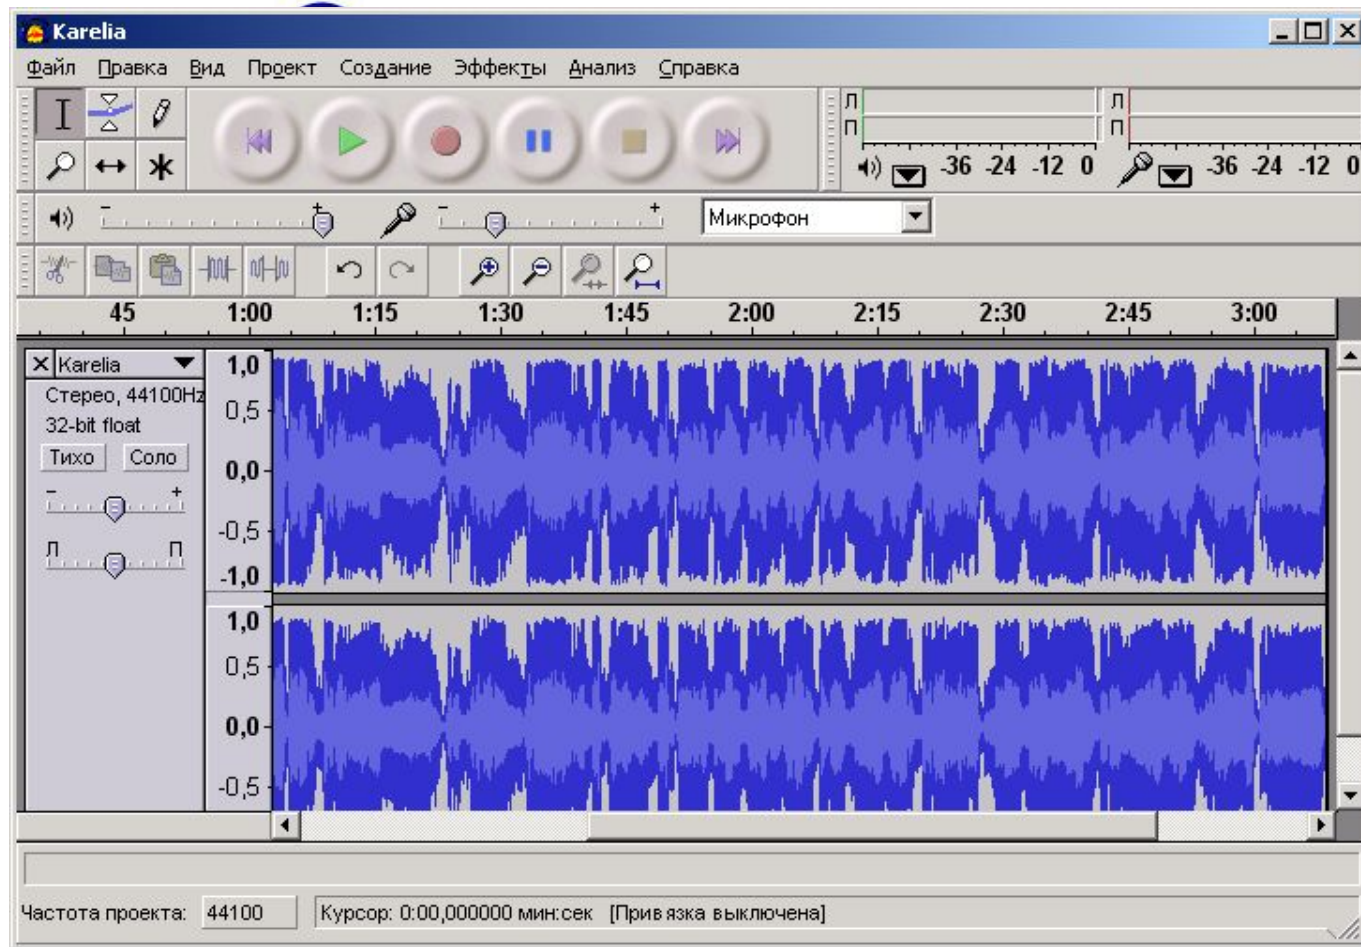 Karelia
Файл Правка Вид Проект Создание Эффекты Анализ Справка
Л
П
-36 -24 -12 0
Л
П
-36 -24 -12 0
- +
- +
Микрофон
45 1:00 1:15 1:30 1:45 2:00 2:15 2:30 2:45 3:00
X Karelia
Стерео, 44100Hz
32-bit float
Тихо Соло
- +
Л П
1,0
0,5
0,0
-0,5
-1,0
1,0
0,5
0,0
-0,5
Частота проекта: 44100 Курсор: 0:00,000000 мин:сек [Привязка выключена]